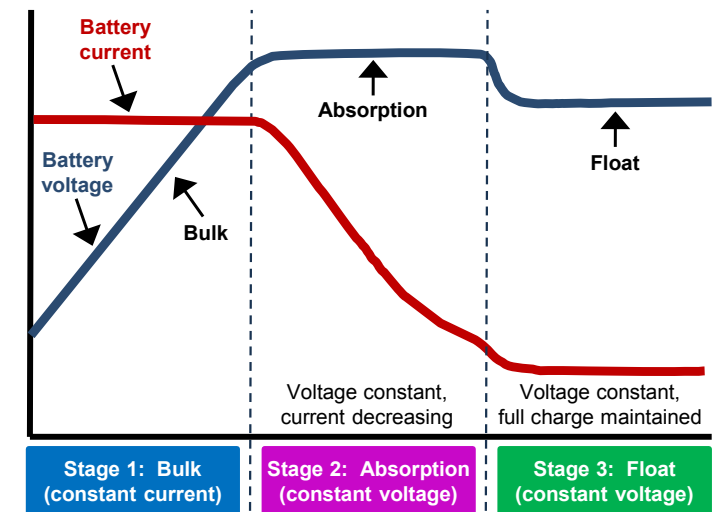 Battery
current
Absorption
Float
Battery
voltage
Bulk
Voltage constant,
current decreasing
Voltage constant,
full charge maintained
Stage 1:  Bulk
(constant current)
Stage 2:  Absorption
(constant voltage)
Stage 3:  Float
(constant voltage)